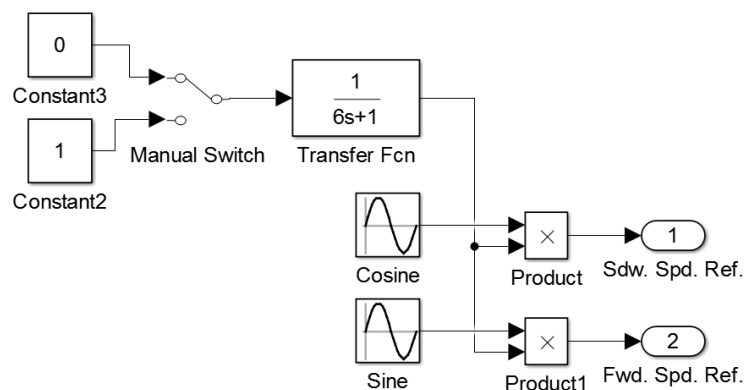 0
Constant3
1
Constant2
Manual Switch
1
6s+1
Transfer Fcn
Cosine
×
Product
1
Sdw. Spd. Ref.
Sine
×
Product1
2
Fwd. Spd. Ref.